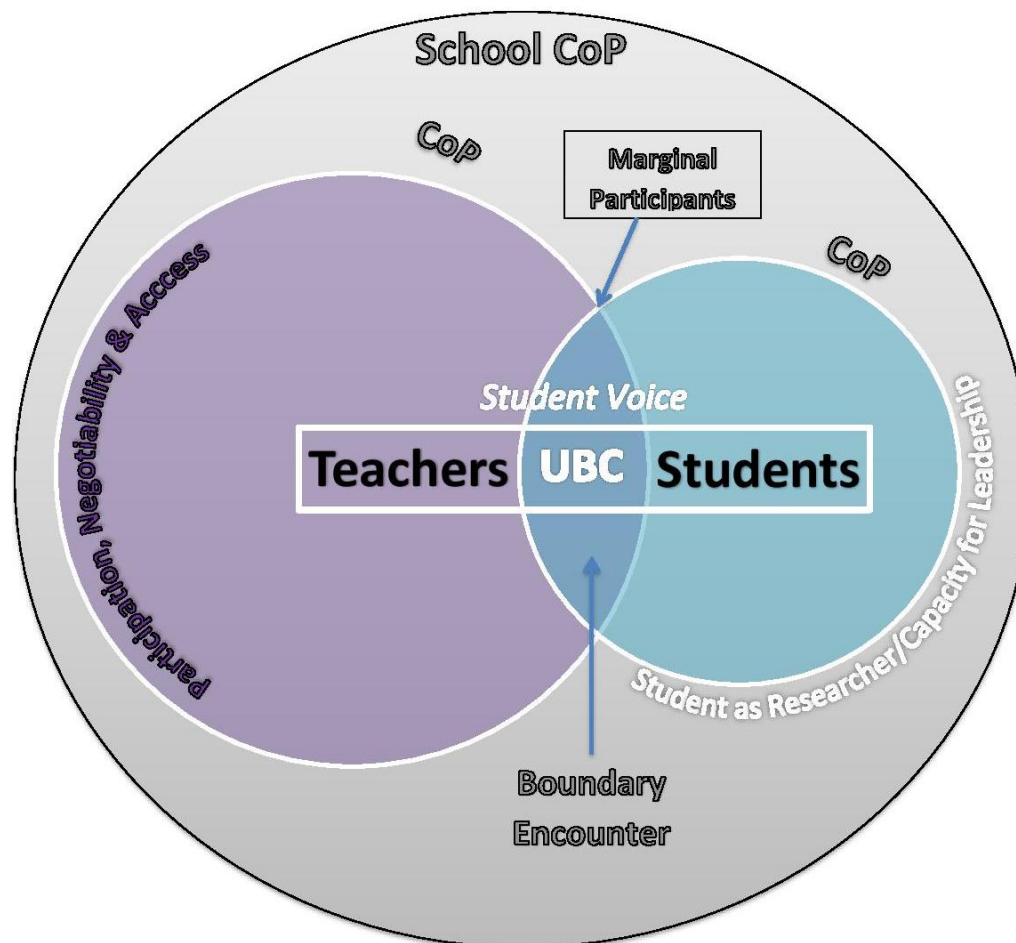 School CoP
CoP
Marginal
Participants
CoP
Participation, Negotiability & Acccess
Student Voice
Teachers UBC Students
Student as Researcher/Capacity for Leadership
Boundary
Encounter